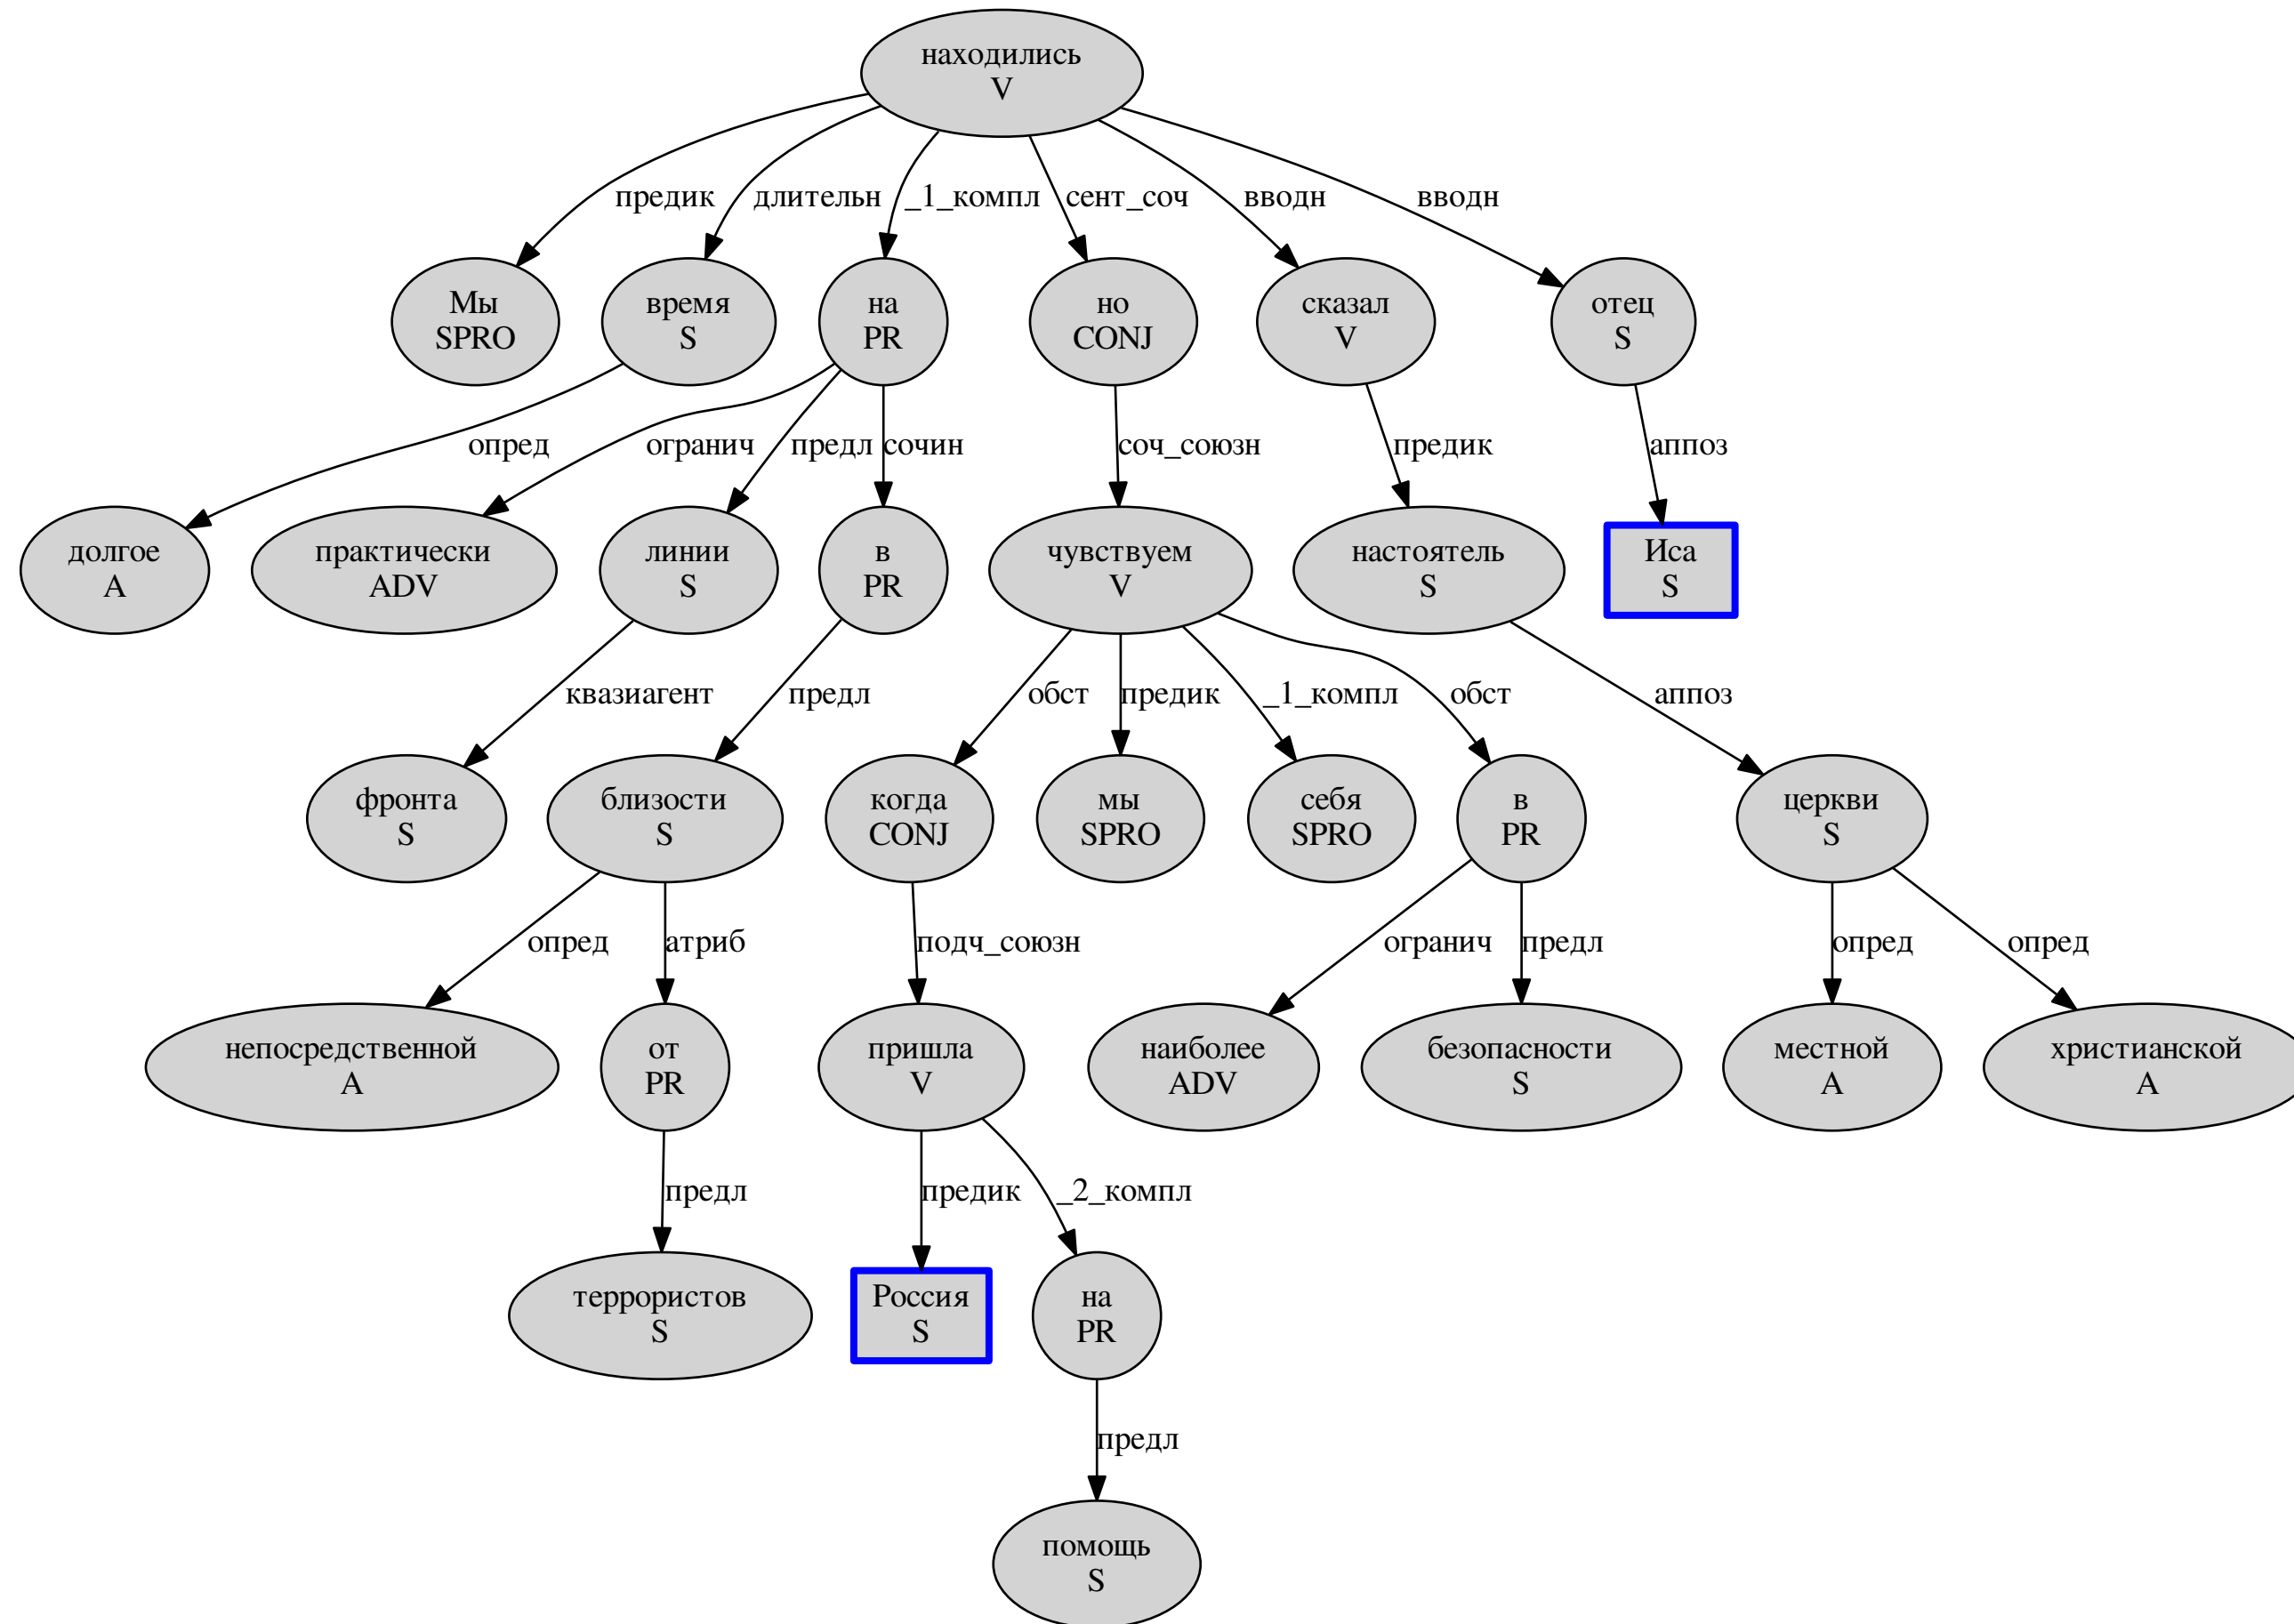 находились
V
предик
длительн
_1_компл
сент_соч
вводн
вводн
Мы
SPRO
время
S
на
PR
но
CONJ
сказал
V
отец
S
опред
огранич
предл
сочин
соч_союзн
предик
аппоз
долгое
A
практически
ADV
линии
S
в
PR
чувствуем
V
настоятель
S
Иса
S
квазиагент
предл
обст
предик
_1_компл
обст
аппоз
фронта
S
близости
S
когда
CONJ
мы
SPRO
себя
SPRO
в
PR
церкви
S
опред
атриб
подч_союзн
огранич
предл
опред
опред
непосредственной
A
от
PR
пришла
V
наиболее
ADV
безопасности
S
местной
A
христианской
A
предл
предик
_2_компл
террористов
S
Россия
S
на
PR
предл
помощь
S